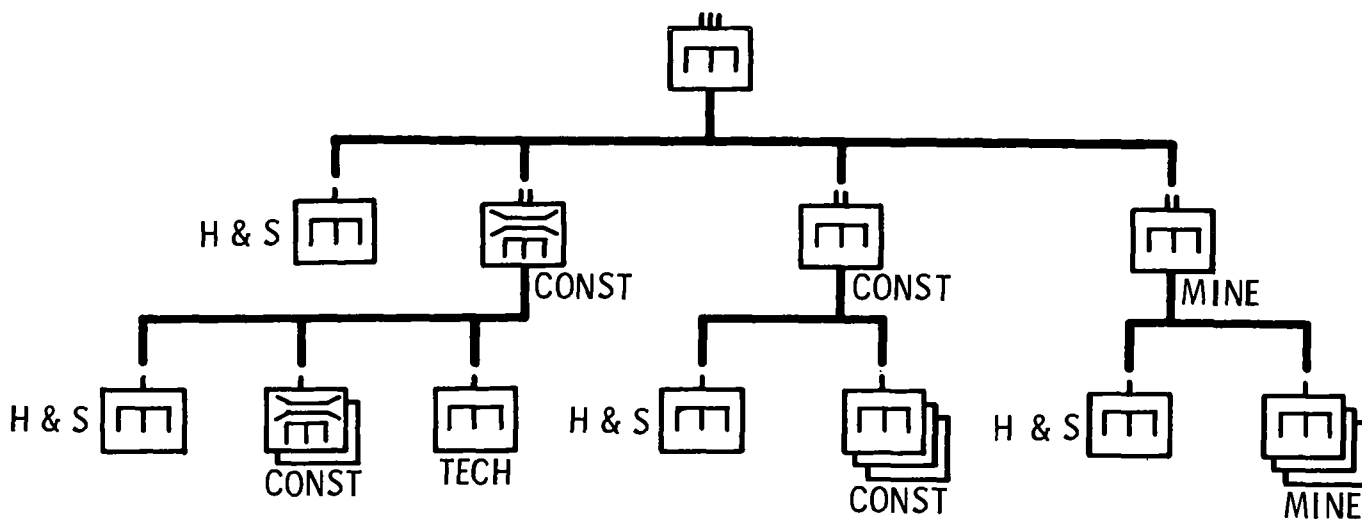 H & S
CONST
CONST
MINE
H & S
CONST
TECH
H & S
CONST
H & S
MINE